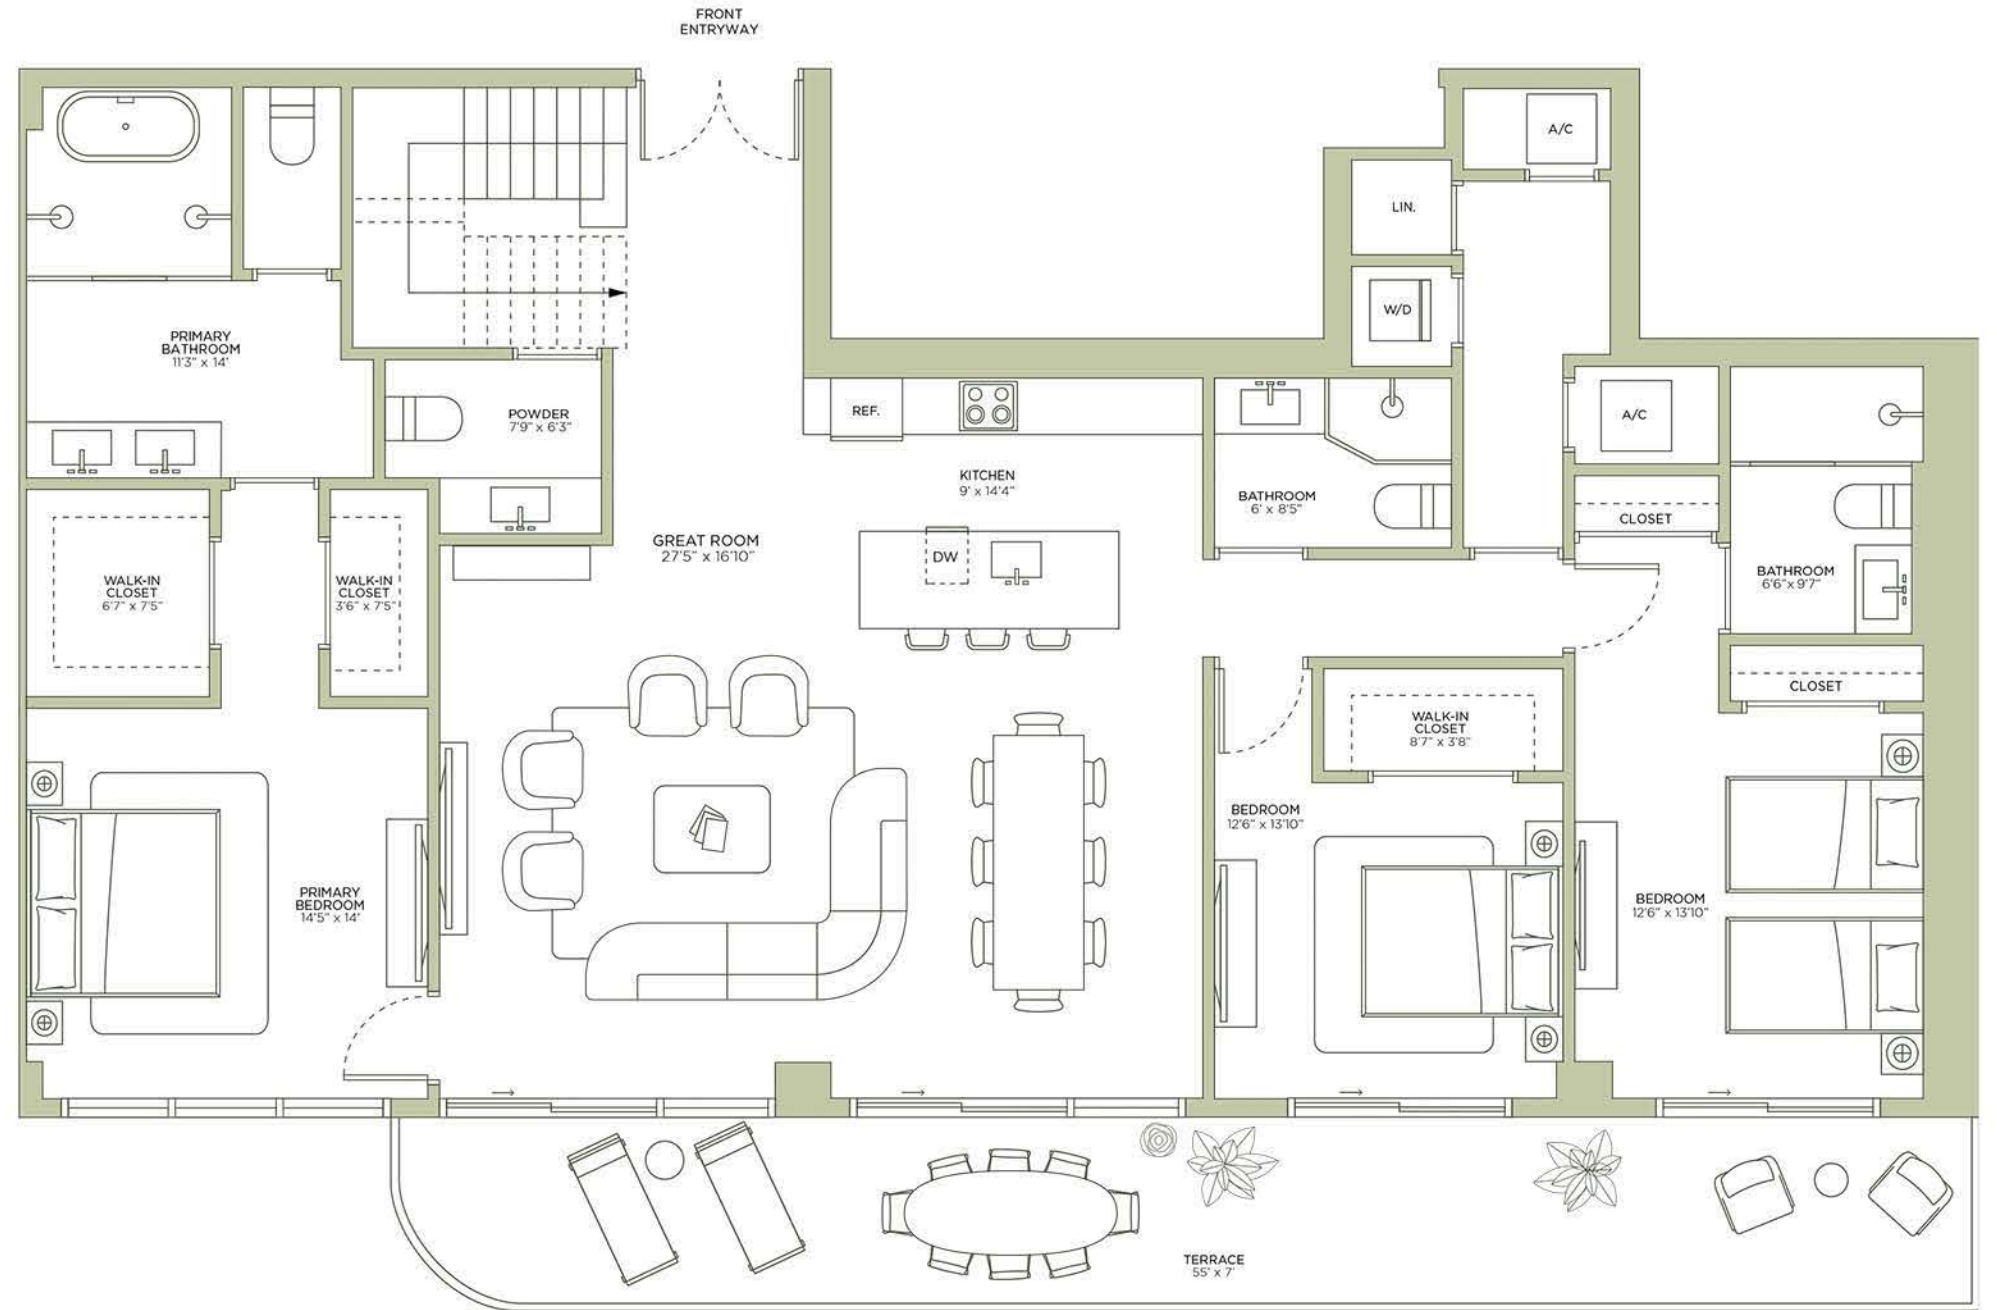 FRONT
ENTRYWAY
A/C
LIN.
W/D
PRIMARY
BATHROOM
11'3" x 14'
POWDER
7'9" x 6'3"
REF.
A/C
KITCHEN
9' x 14'4"
BATHROOM
6' x 8'5"
CLOSET
GREAT ROOM
27'5" x 16'10"
DW
BATHROOM
6'6" x 9'7"
WALK-IN
CLOSET
6'7" x 7'5"
WALK-IN
CLOSET
3'6" x 7'5"
CLOSET
WALK-IN
CLOSET
8'7" x 3'8"
BEDROOM
12'6" x 13'10"
PRIMARY
BEDROOM
14'5" x 14'
BEDROOM
12'6" x 13'10"
TERRACE
55' x 7'